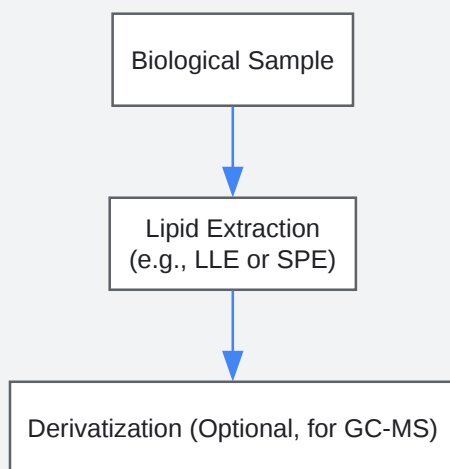 Biological Sample
Lipid Extraction
(e.g., LLE or SPE)
Derivatization (Optional, for GC-MS)